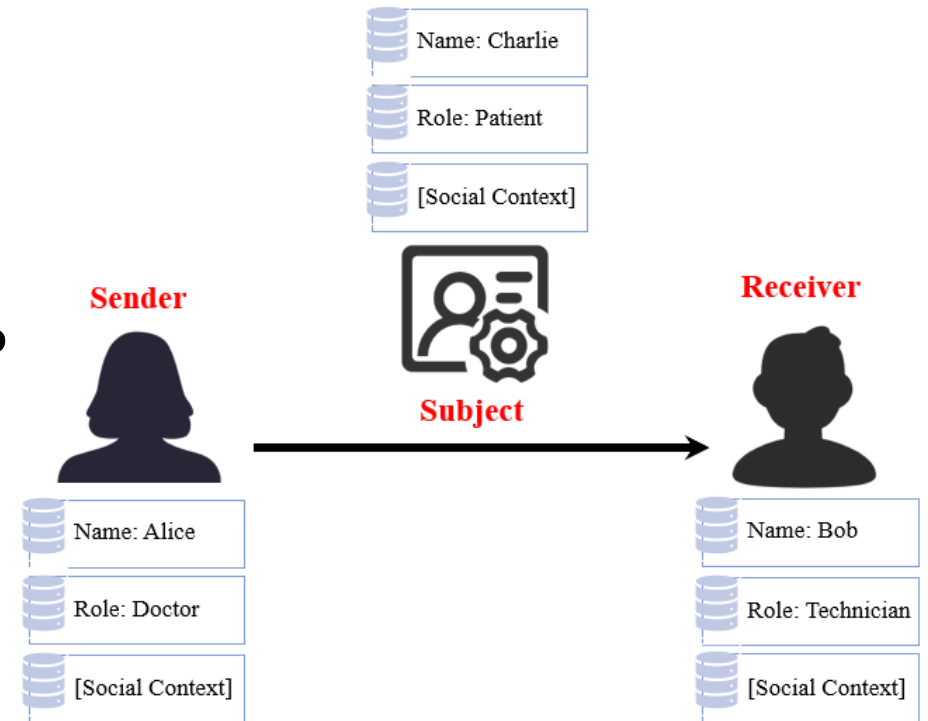 Name: Charlie
Role: Patient
[Social Context]
Sender
Receiver
Subject
Name: Alice
Role: Doctor
[Social Context]
Name: Bob
Role: Technician
[Social Context]